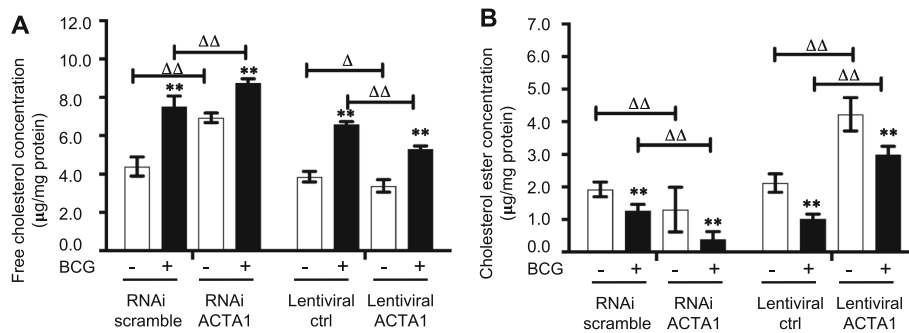 A
Free cholesterol concentration
(µg/mg protein)
12.0
10.0
8.0
6.0
4.0
2.0
0.0
ΔΔ
ΔΔ
Δ
ΔΔ
**
**
**
**
BCG - + - + - + - +
RNAi scramble
RNAi ACTA1
Lentiviral ctrl
Lentiviral ACTA1
B
Cholesterol ester concentration
(µg/mg protein)
7.0
6.0
5.0
4.0
3.0
2.0
1.0
0.0
ΔΔ
ΔΔ
ΔΔ
ΔΔ
**
**
**
**
BCG - + - + - + - +
RNAi scramble
RNAi ACTA1
Lentiviral ctrl
Lentiviral ACTA1